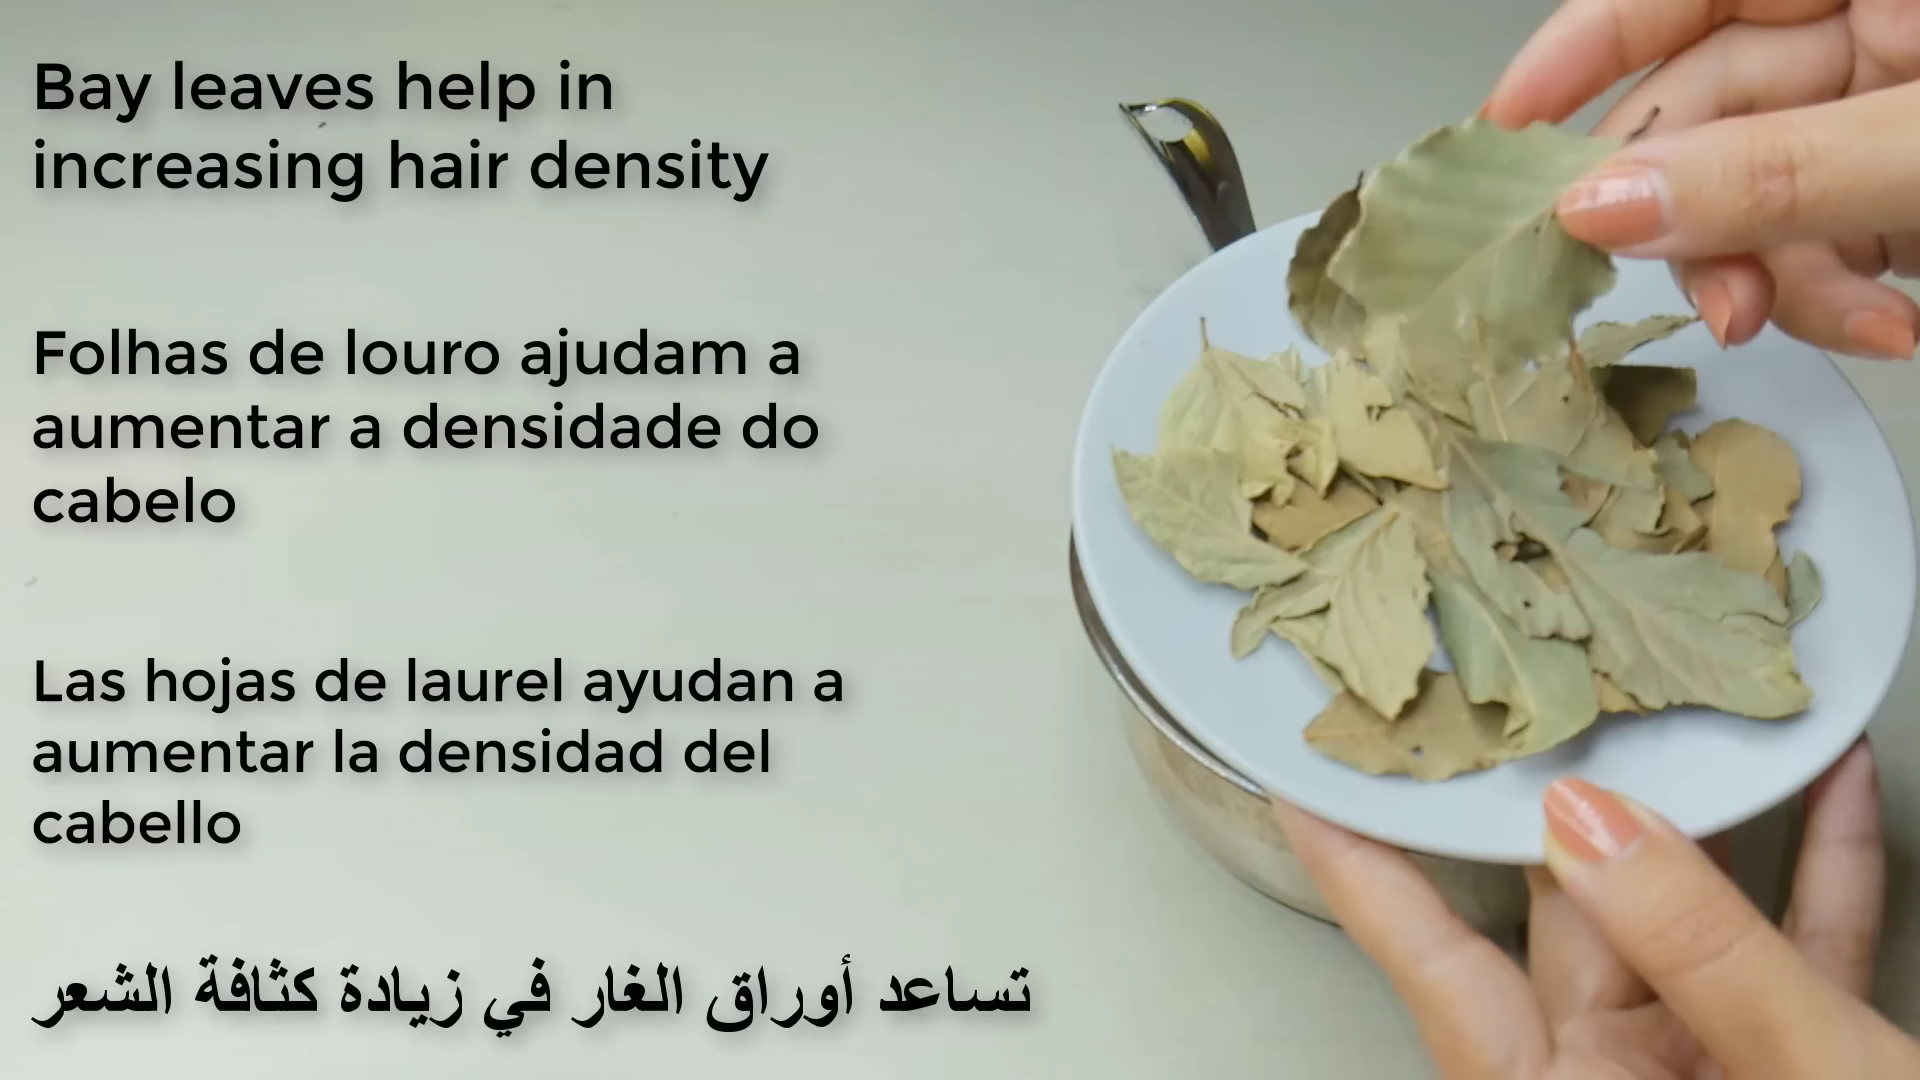 Bay leaves help in
increasing hair density
Folhas de louro ajudam a
aumentar a densidade do
cabelo
Las hojas de laurel ayudan a
aumentar la densidad del
cabello
تساعد أوراق الغار في زيادة كثافة الشعر